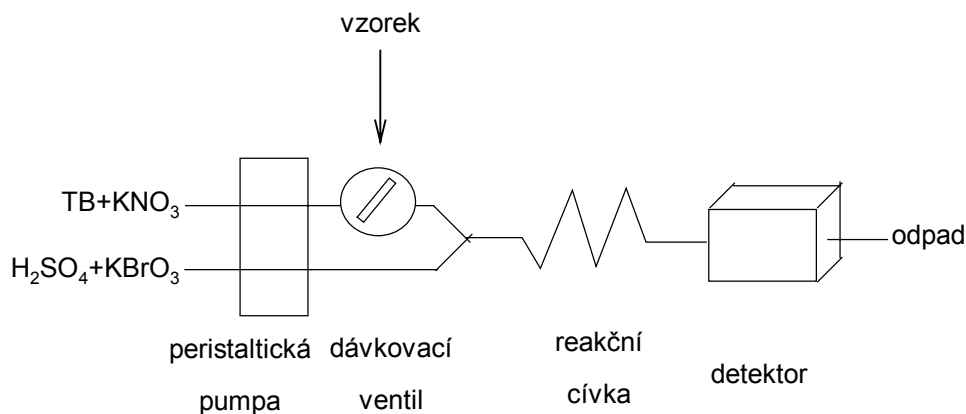 vzorek
TB+KNO₃
H₂SO₄+KBrO₃
odpad
peristaltická
pumpa
dávkovací
ventil
reakční
cívka
detektor